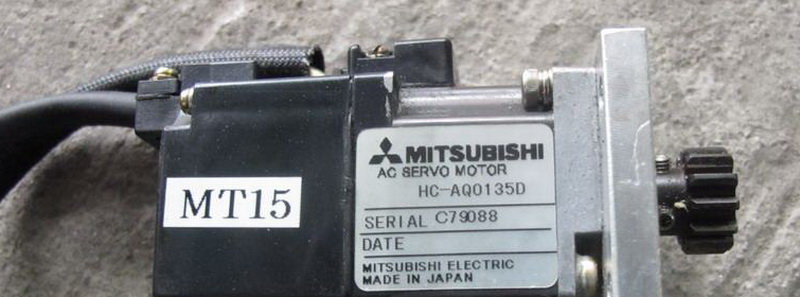 MITSUBISHI
AC SERVO MOTOR
HC-AQ0135D
MT15
SERIAL C79088
DATE
MITSUBISHI ELECTRIC
MADE IN JAPAN